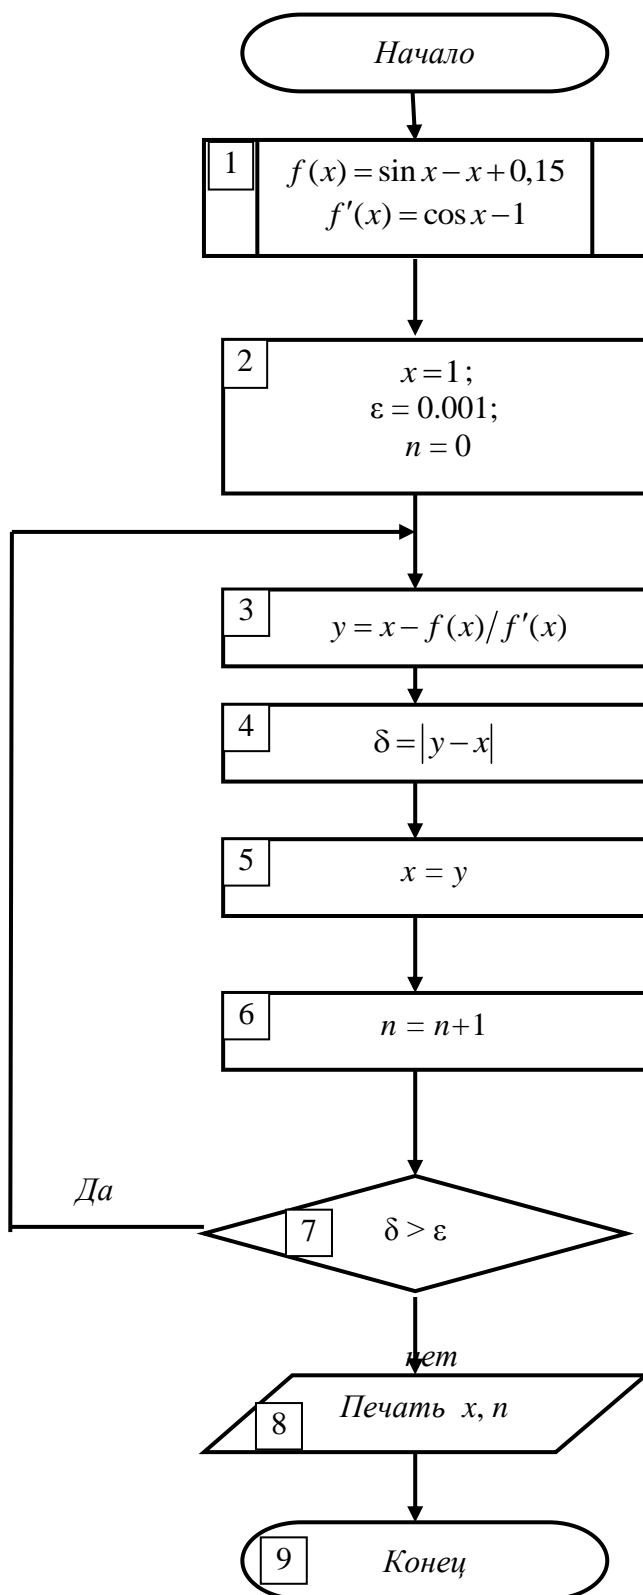 Начало
1
f(x) = sin x − x + 0,15
f′(x) = cos x − 1
2
x = 1;
ε = 0.001;
n = 0
3
y = x − f(x)/f′(x)
4
δ = |y − x|
5
x = y
6
n = n+1
Да
7
δ > ε
нет
8
Печать x, n
9
Конец